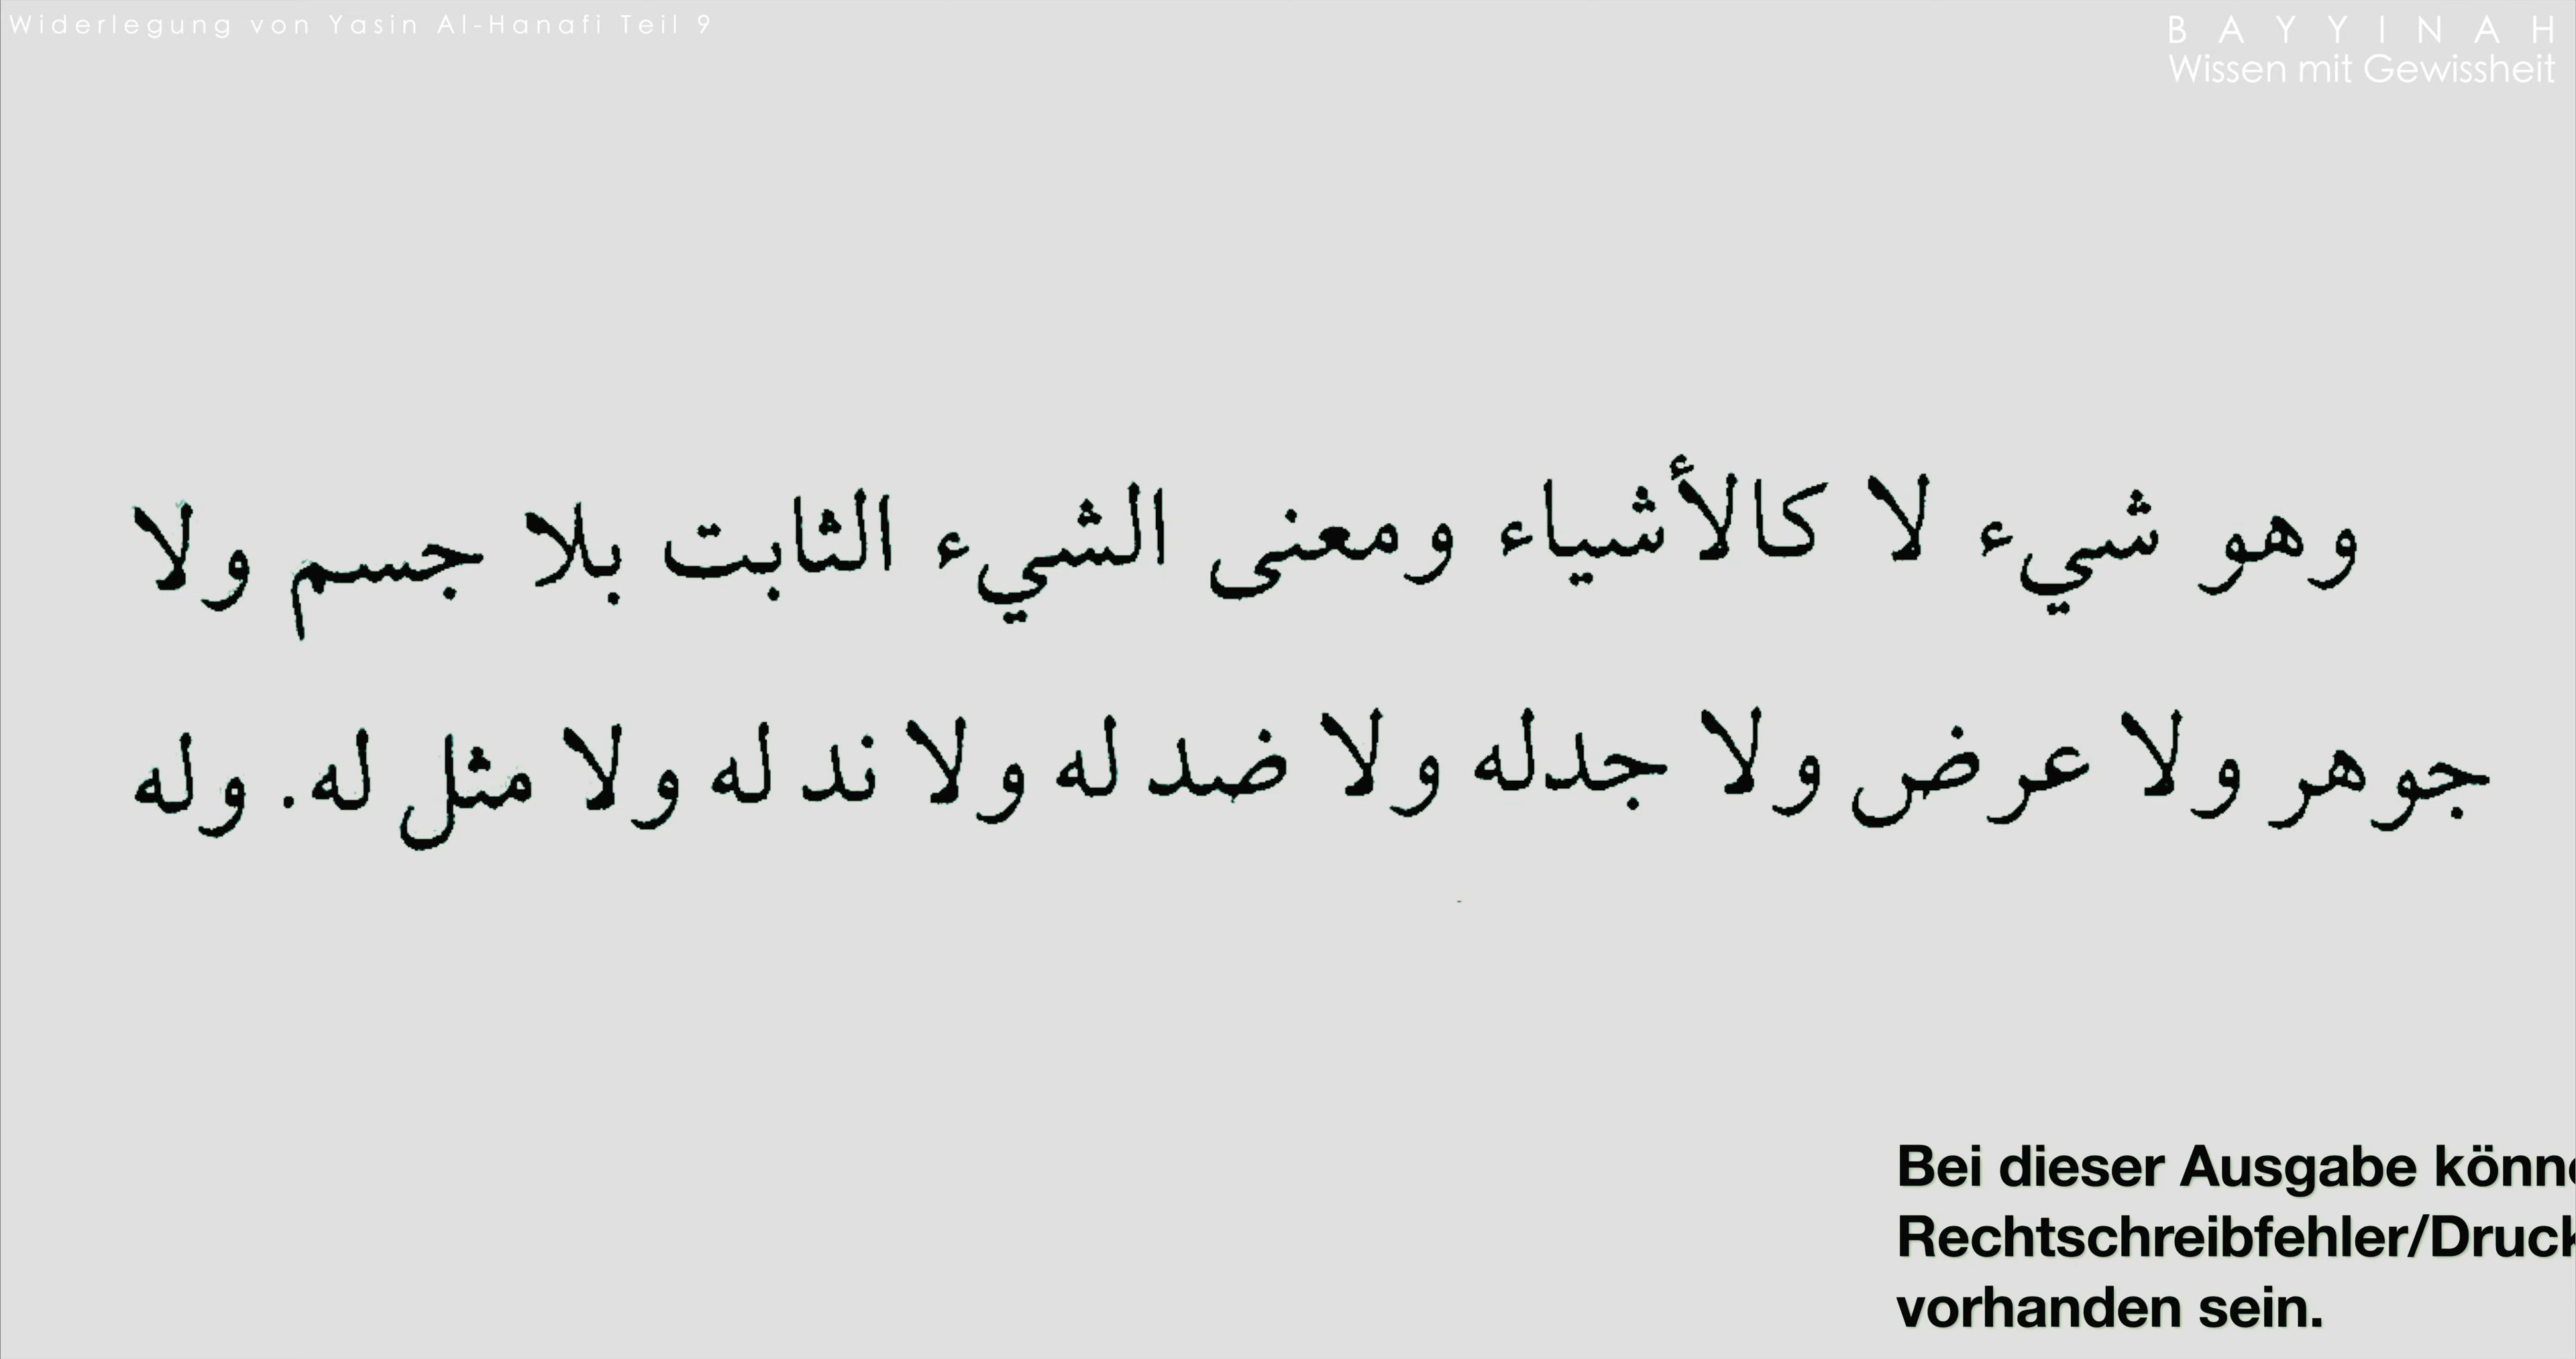 Widerlegung von Yasin Al-Hanafi Teil 9
BAYYINAH
Wissen mit Gewissheit
وهو شيء لا كالأشياء ومعنى الشيء الثابت بلا جسم ولا
جوهر ولا عرض ولا جدله ولا ضد له ولا ند له ولا مثل له. وله
Bei dieser Ausgabe könne
Rechtschreibfehler/Druck
vorhanden sein.